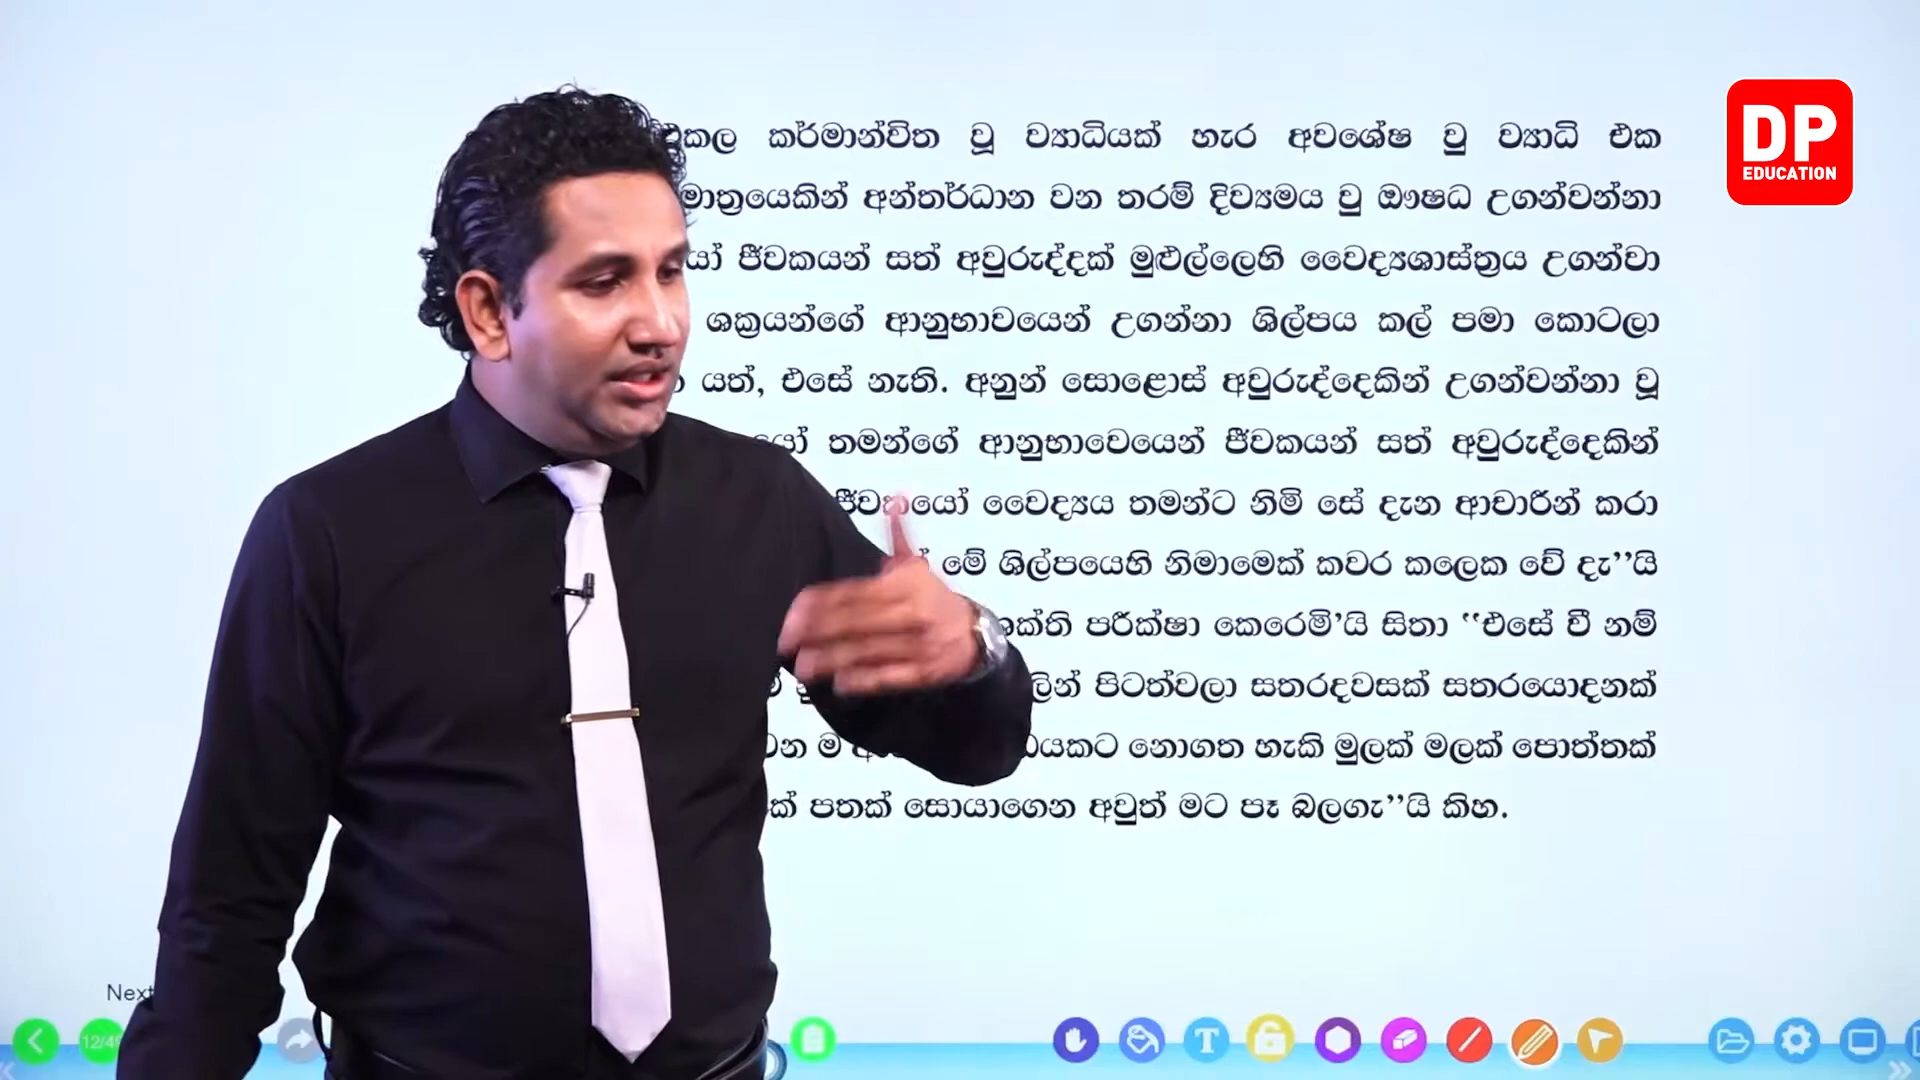 කර්මාන්විත වූ ව්‍යාධියක් හැර අවශේෂ වු ව්‍යාධි එක
අන්තර්ධාන වන තරම් දිව්‍යමය වු ඖෂධ උගන්වන්නා
ජීවකයන් සත් අවුරුද්දක් මුළුල්ලෙහි වෛද්‍යශාස්ත්‍රය උගන්වා
ශක්‍රයන්ගේ ආනුභාවයෙන් උගන්නා ශිල්පය කල් පමා කොටලා
යත්, එසේ නැති. අනුන් සොළොස් අවුරුද්දෙකින් උගන්වන්නා වූ
තමන්ගේ ආනුභාවෙයෙන් ජීවකයන් සත් අවුරුද්දෙකින්
ජීවකයෝ වෛද්‍යය තමන්ට නිමි සේ දැන ආචාරීන් කරා
මේ ශිල්පයෙහි නිමාමෙක් කවර කලෙක වේ දැ’’යි
පරීක්ෂා කෙරෙමි’යි සිතා ‘‘එසේ වී නම්
පිටත්වලා සතරදවසක් සතරයොදනක්
ම නොගත හැකි මුලක් මලක් පොත්තක්
පතක් සොයාගෙන අවුත් මට පෑ බලගැ’’යි කිහ.
DP
EDUCATION
Next
12/49
T